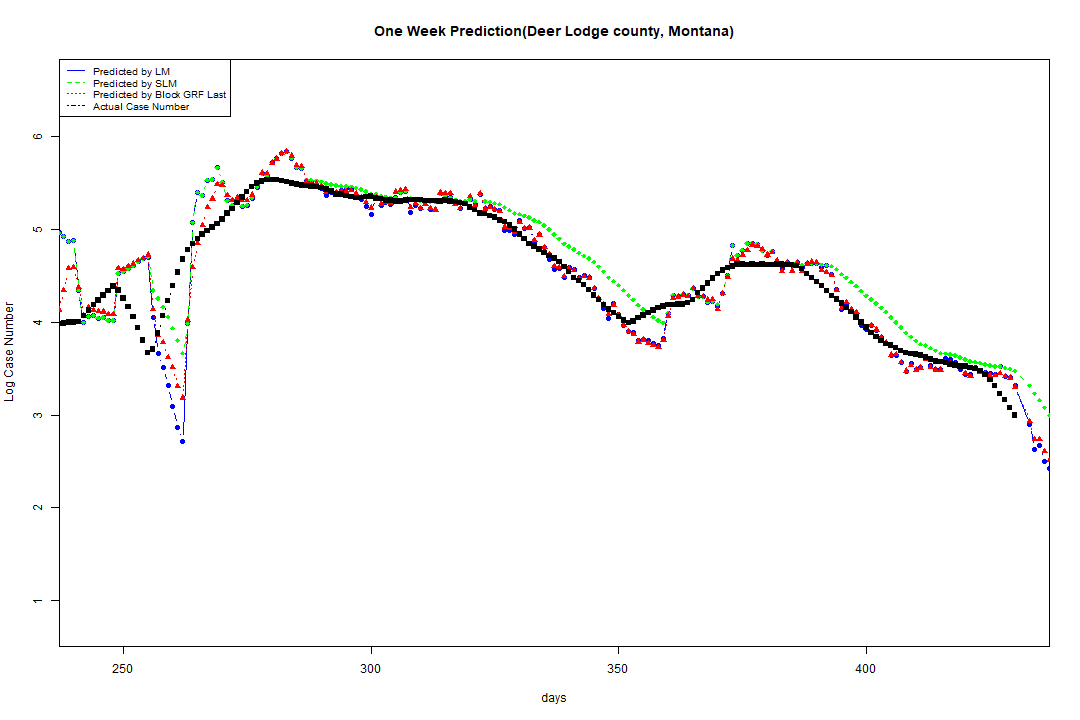 One Week Prediction(Deer Lodge county, Montana)
Predicted by LM
Predicted by SLM
Predicted by Block GRF Last
Actual Case Number
6
5
4
3
2
1
Log Case Number
250
300
350
400
days